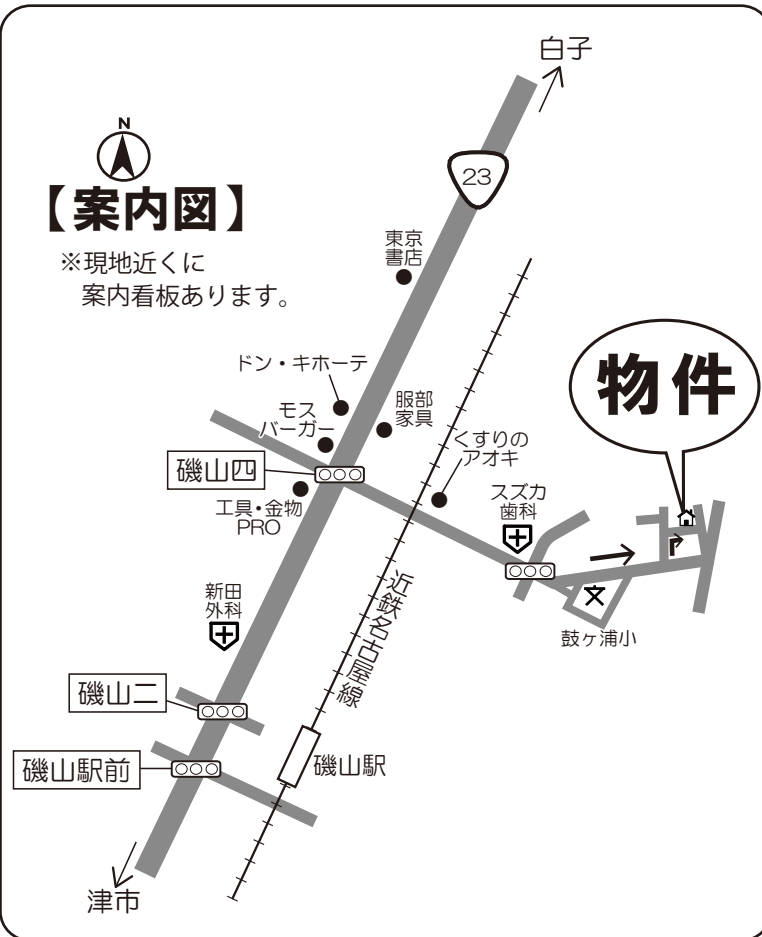 白子
N
23
【案内図】
※現地近くに
案内看板あります。
東京
書店
ドン・キホーテ
モス
バーガー
服部
家具
物件
くすりの
アオキ
磯山四
工具・金物
PRO
スズカ
歯科
新田
外科
近鉄名古屋線
文
鼓ヶ浦小
磯山二
磯山駅前
磯山駅
津市